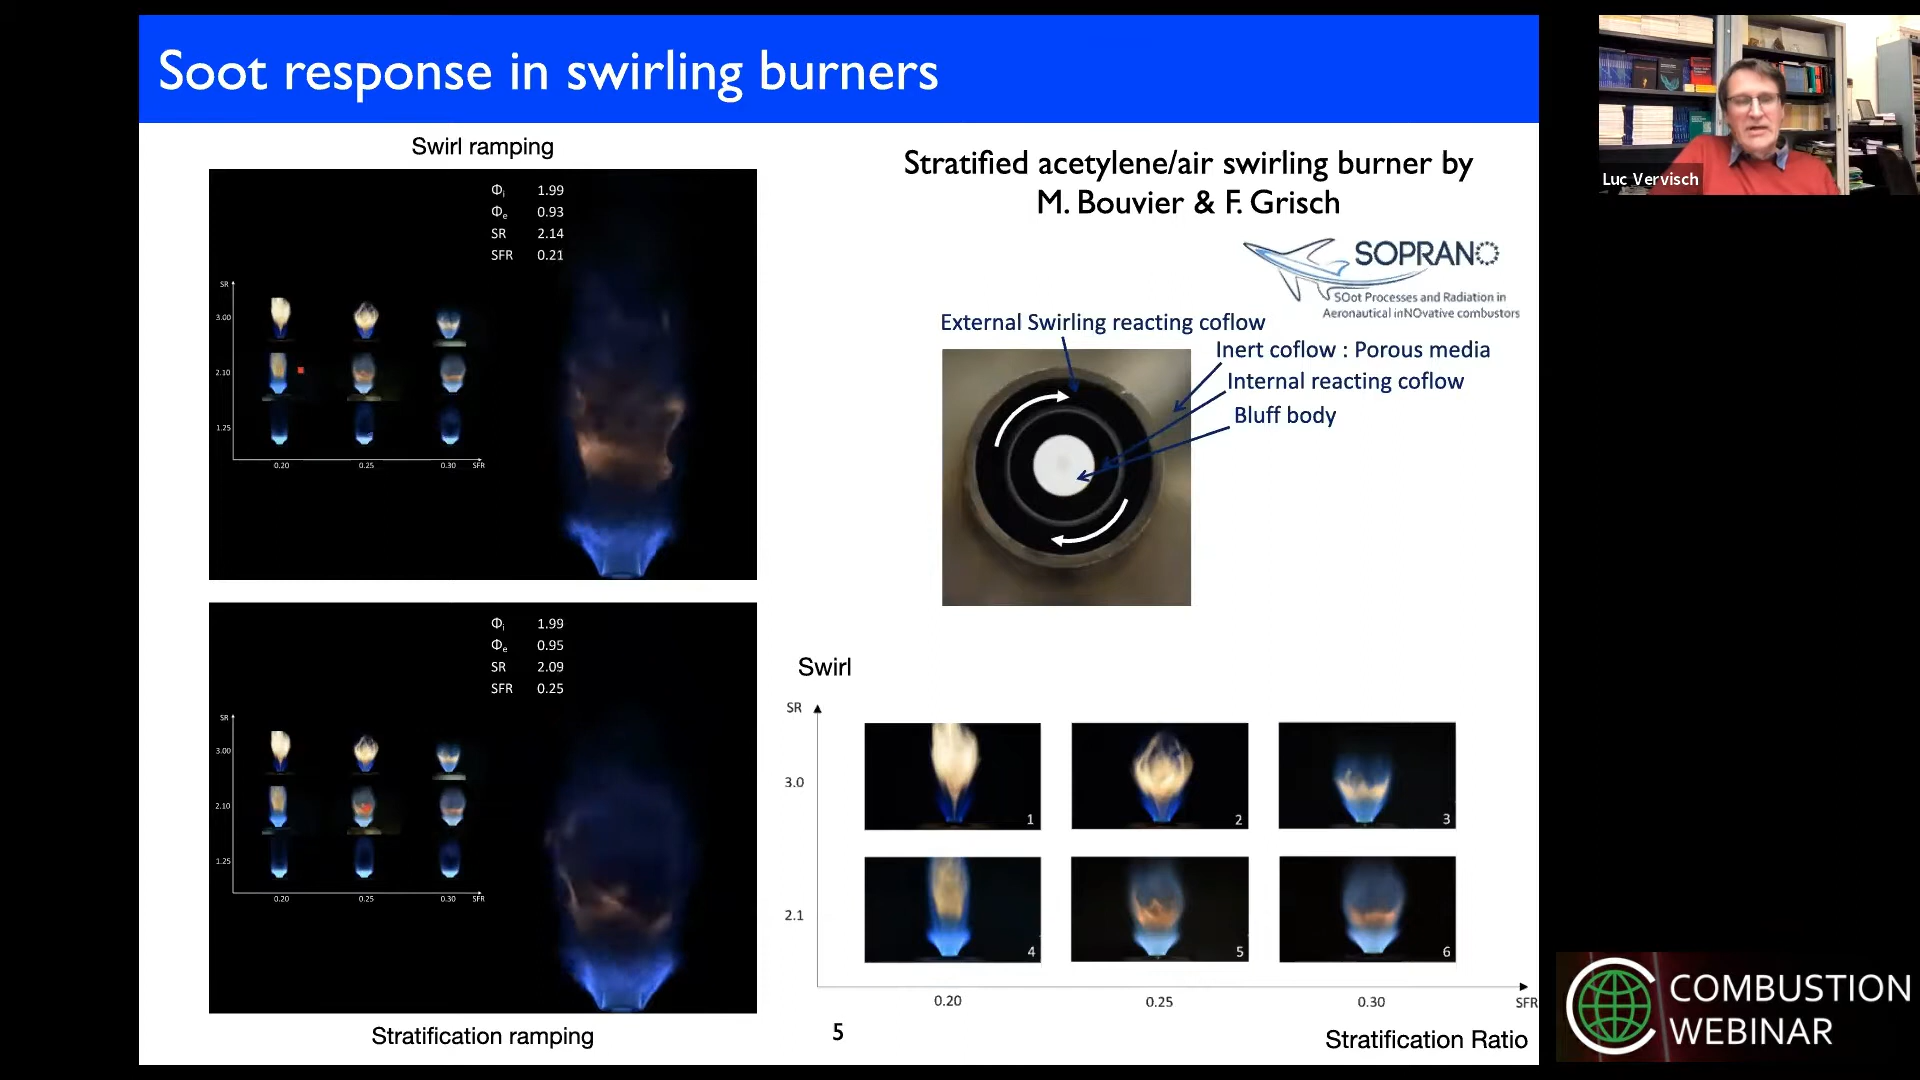 Soot response in swirling burners
Swirl ramping
Φi 1.99
Φe 0.93
SR 2.14
SFR 0.21
SR
3.00
2.10
1.25
0.20 0.25 0.30 SFR
Φi 1.99
Φe 0.95
SR 2.09
SFR 0.25
SR
3.00
2.10
1.25
0.20 0.25 0.30 SFR
Stratification ramping
Stratified acetylene/air swirling burner by
M. Bouvier & F. Grisch
SOPRANO
SOot Processes and Radiation in
Aeronautical inNOvative combustors
External Swirling reacting coflow
Inert coflow : Porous media
Internal reacting coflow
Bluff body
Swirl
SR
3.0
1 2 3
2.1
4 5 6
0.20 0.25 0.30 SFR
Stratification Ratio
5
Luc Vervisch
COMBUSTION
WEBINAR